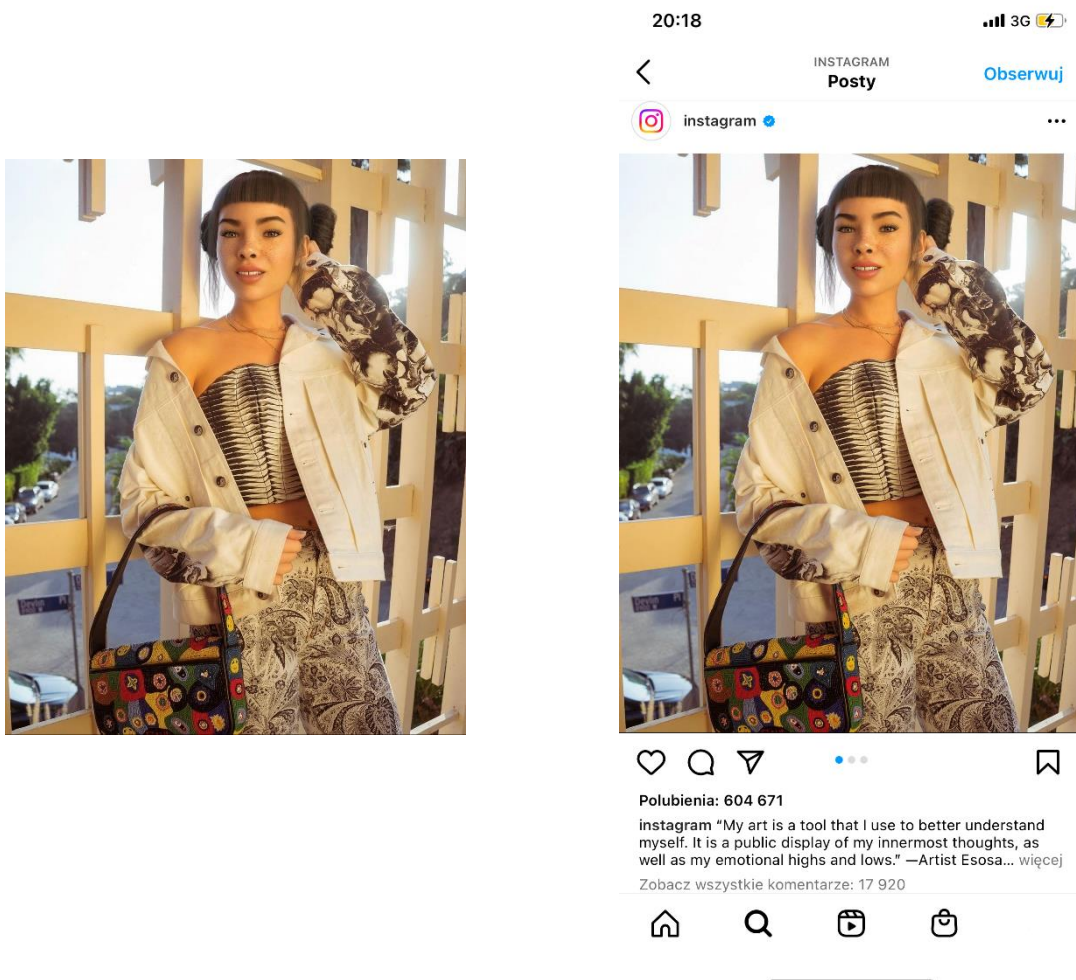 20:18
3G
INSTAGRAM
Posty
Obserwuj
instagram
Polubienia: 604 671
instagram “My art is a tool that I use to better understand
myself. It is a public display of my innermost thoughts, as
well as my emotional highs and lows.” —Artist Esosa... więcej
Zobacz wszystkie komentarze: 17 920